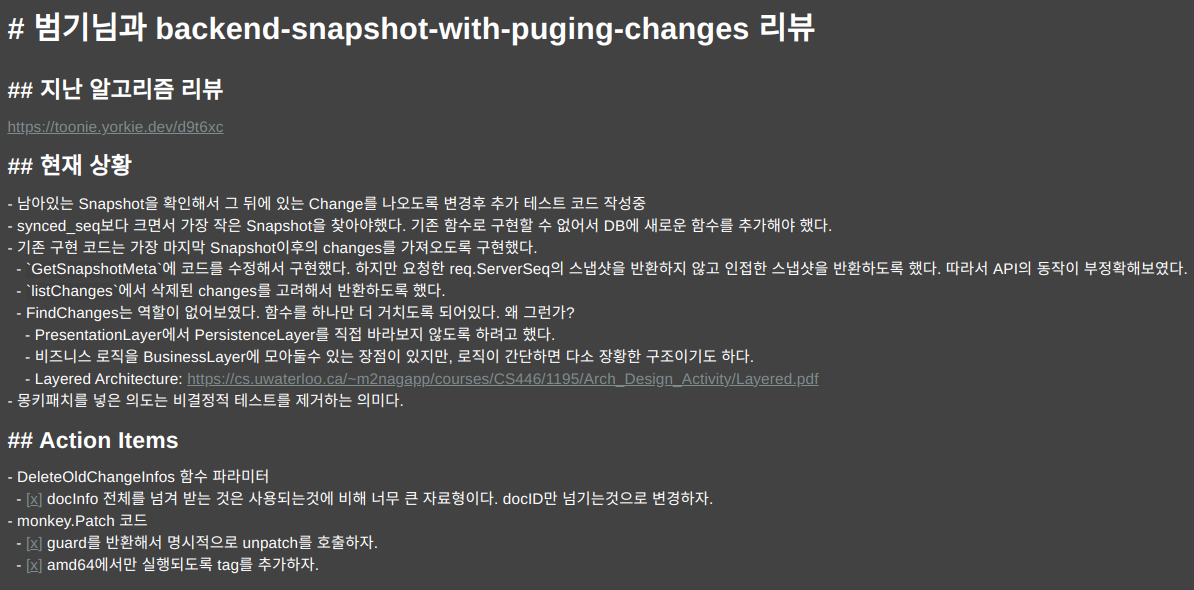 # 범기님과 backend-snapshot-with-puging-changes 리뷰
## 지난 알고리즘 리뷰
https://toonie.yorkie.dev/d9t6xc
## 현재 상황
- 남아있는 Snapshot을 확인해서 그 뒤에 있는 Change를 나오도록 변경후 추가 테스트 코드 작성중
- synced_seq보다 크면서 가장 작은 Snapshot을 찾아야했다. 기존 함수로 구현할 수 없어서 DB에 새로운 함수를 추가해야 했다.
- 기존 구현 코드는 가장 마지막 Snapshot이후의 changes를 가져오도록 구현했다.
- `GetSnapshotMeta`에 코드를 수정해서 구현했다. 하지만 요청한 req.ServerSeq의 스냅샷을 반환하지 않고 인접한 스냅샷을 반환하도록 했다. 따라서 API의 동작이 부정확해보였다.
- `listChanges`에서 삭제된 changes를 고려해서 반환하도록 했다.
- FindChanges는 역할이 없어보였다. 함수를 하나만 더 거치도록 되어있다. 왜 그런가?
- PresentationLayer에서 PersistenceLayer를 직접 바라보지 않도록 하려고 했다.
- 비즈니스 로직을 BusinessLayer에 모아둘수 있는 장점이 있지만, 로직이 간단하면 다소 장황한 구조이기도 하다.
- Layered Architecture: https://cs.uwaterloo.ca/~m2nagapp/courses/CS446/1195/Arch_Design_Activity/Layered.pdf
- 몽키패치를 넣은 의도는 비결정적 테스트를 제거하는 의미다.
## Action Items
- DeleteOldChangeInfos 함수 파라미터
- [x] docInfo 전체를 넘겨 받는 것은 사용되는것에 비해 너무 큰 자료형이다. docID만 넘기는것으로 변경하자.
- monkey.Patch 코드
- [x] guard를 반환해서 명시적으로 unpatch를 호출하자.
- [x] amd64에서만 실행되도록 tag를 추가하자.